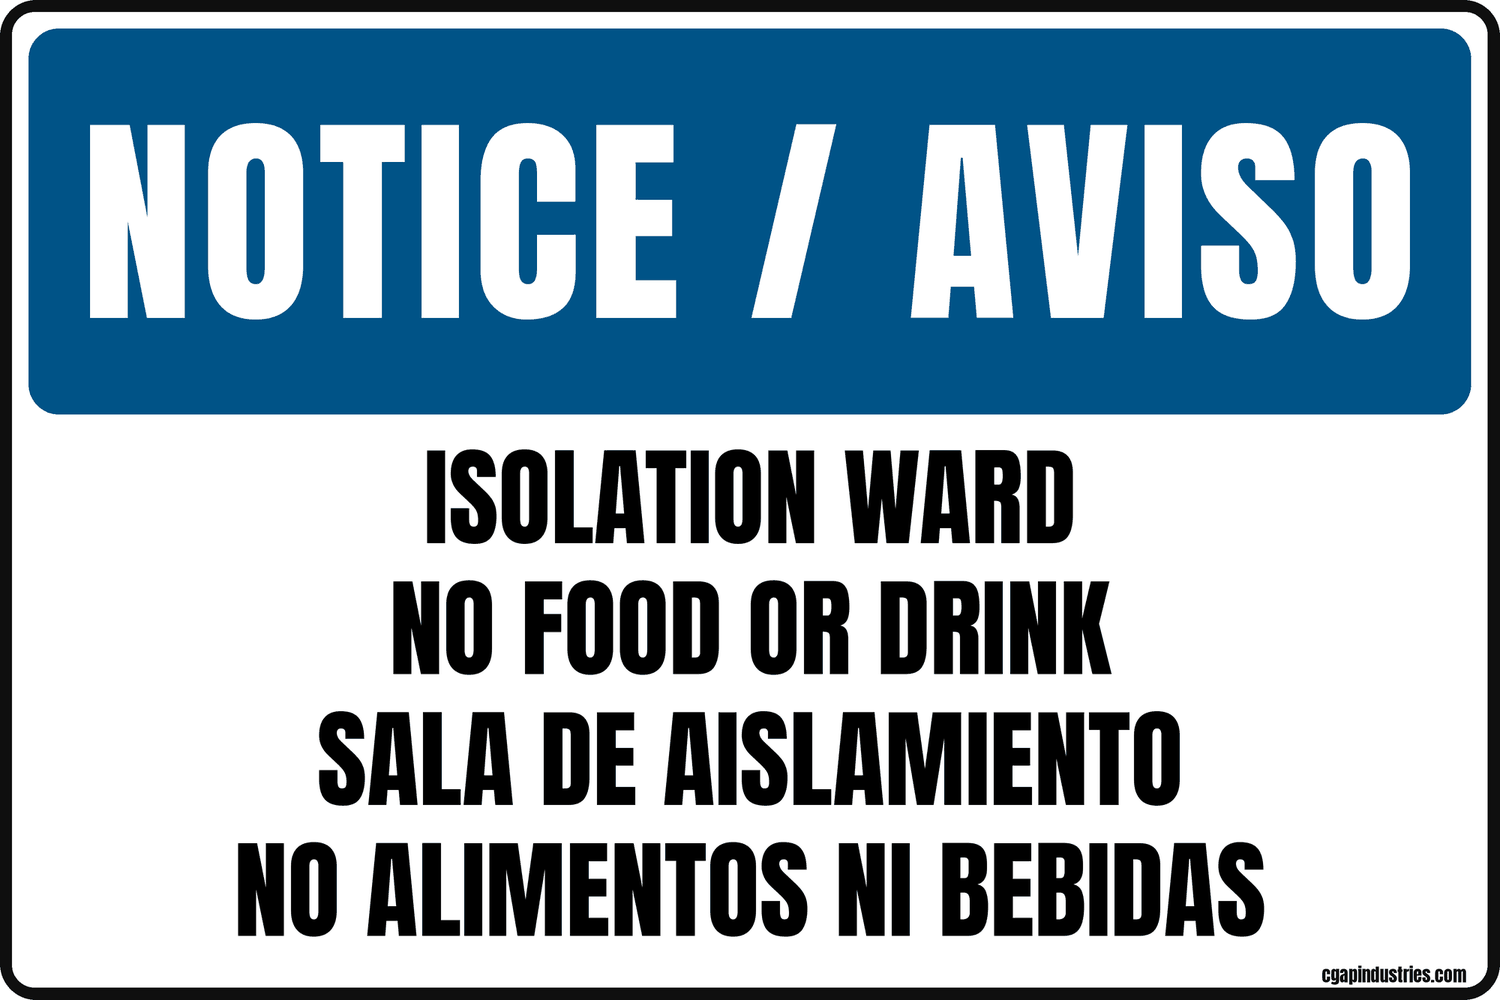 NOTICE / AVISO
ISOLATION WARD
NO FOOD OR DRINK
SALA DE AISLAMIENTO
NO ALIMENTOS NI BEBIDAS
cgapindustries.com